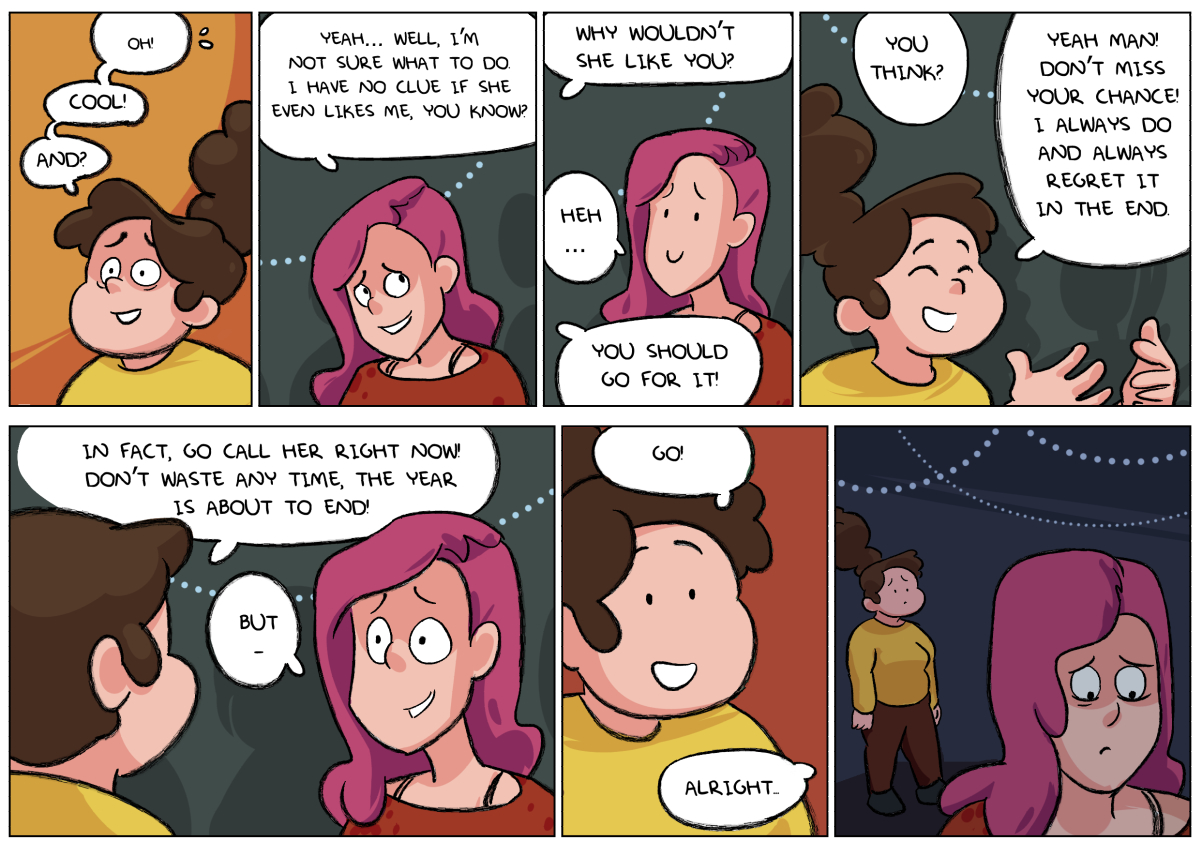 OH!
COOL!
AND?
YEAH... WELL, I'M
NOT SURE WHAT TO DO.
I HAVE NO CLUE IF SHE
EVEN LIKES ME, YOU KNOW?
WHY WOULDN'T
SHE LIKE YOU?
HEH
...
YOU SHOULD
GO FOR IT!
YOU
THINK?
YEAH MAN!
DON'T MISS
YOUR CHANCE!
I ALWAYS DO
AND ALWAYS
REGRET IT
IN THE END.
IN FACT, GO CALL HER RIGHT NOW!
DON'T WASTE ANY TIME, THE YEAR
IS ABOUT TO END!
BUT
-
GO!
ALRIGHT...